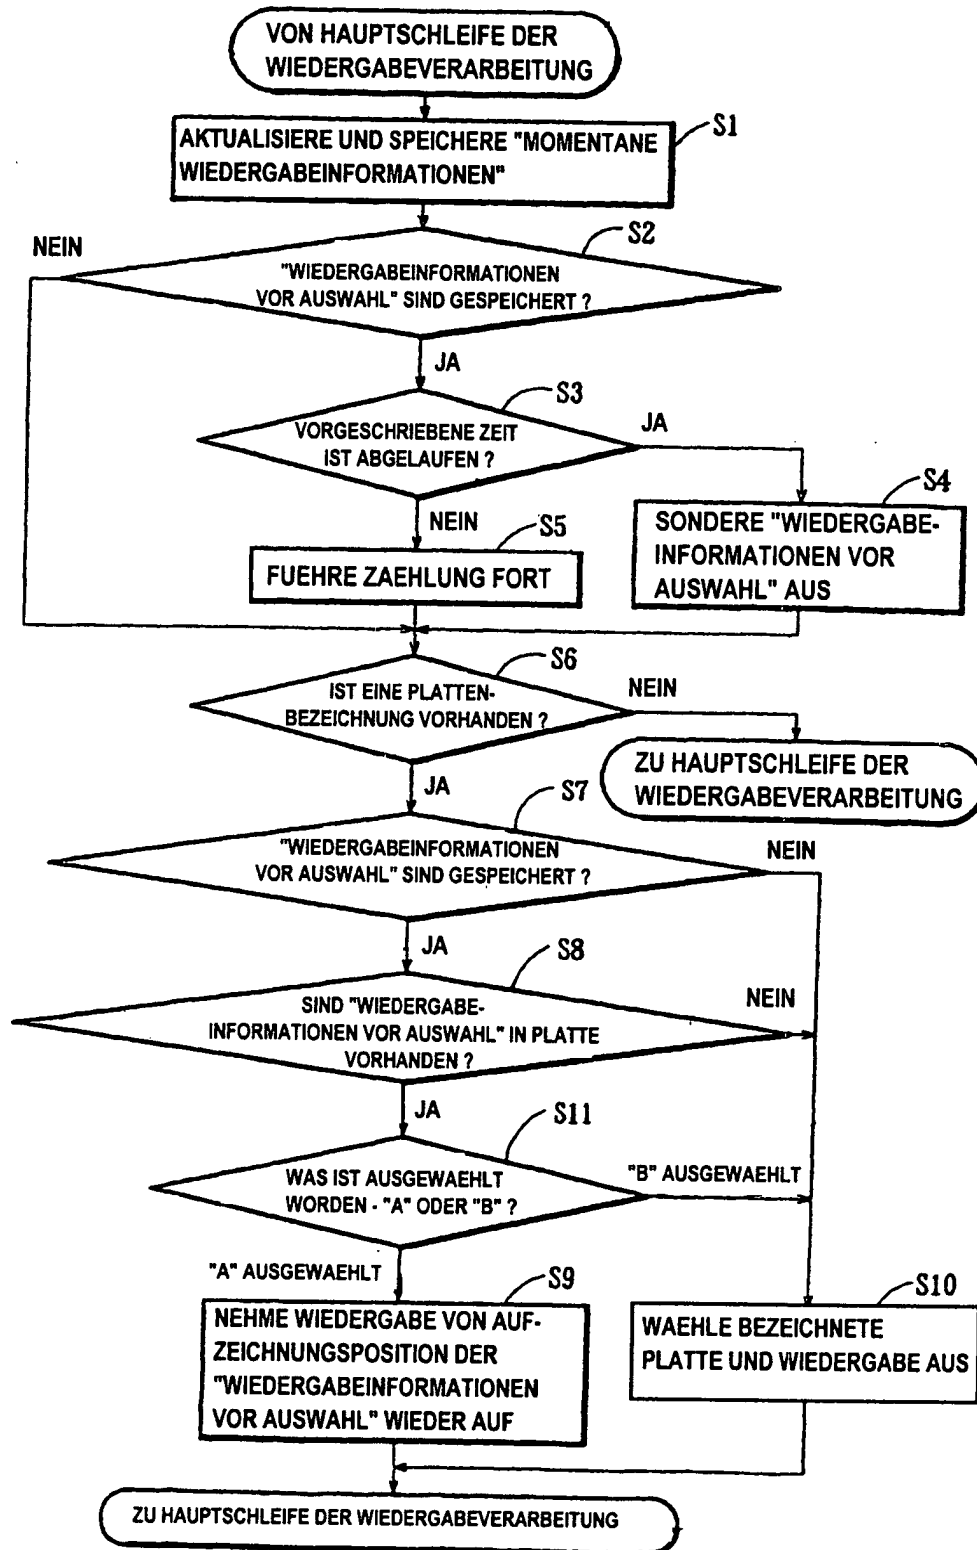 VON HAUPTSCHLEIFE DER
WIEDERGABEVERARBEITUNG
S1
AKTUALISIERE UND SPEICHERE "MOMENTANE
WIEDERGABEINFORMATIONEN"
S2
NEIN
"WIEDERGABEINFORMATIONEN
VOR AUSWAHL" SIND GESPEICHERT ?
JA
S3
VORGESCHRIEBENE ZEIT
IST ABGELAUFEN ?
JA
S4
SONDERE "WIEDERGABE-
INFORMATIONEN VOR
AUSWAHL" AUS
NEIN
S5
FUEHRE ZAEHLUNG FORT
S6
IST EINE PLATTEN-
BEZEICHNUNG VORHANDEN ?
NEIN
ZU HAUPTSCHLEIFE DER
WIEDERGABEVERARBEITUNG
JA
S7
"WIEDERGABEINFORMATIONEN
VOR AUSWAHL" SIND GESPEICHERT ?
NEIN
JA
S8
SIND "WIEDERGABE-
INFORMATIONEN VOR AUSWAHL" IN PLATTE
VORHANDEN ?
NEIN
JA
S11
WAS IST AUSGEWAEHLT
WORDEN - "A" ODER "B" ?
"B" AUSGEWAEHLT
"A" AUSGEWAEHLT
S9
NEHME WIEDERGABE VON AUF-
ZEICHNUNGSPOSITION DER
"WIEDERGABEINFORMATIONEN
VOR AUSWAHL" WIEDER AUF
S10
WAEHLE BEZEICHNETE
PLATTE UND WIEDERGABE AUS
ZU HAUPTSCHLEIFE DER WIEDERGABEVERARBEITUNG